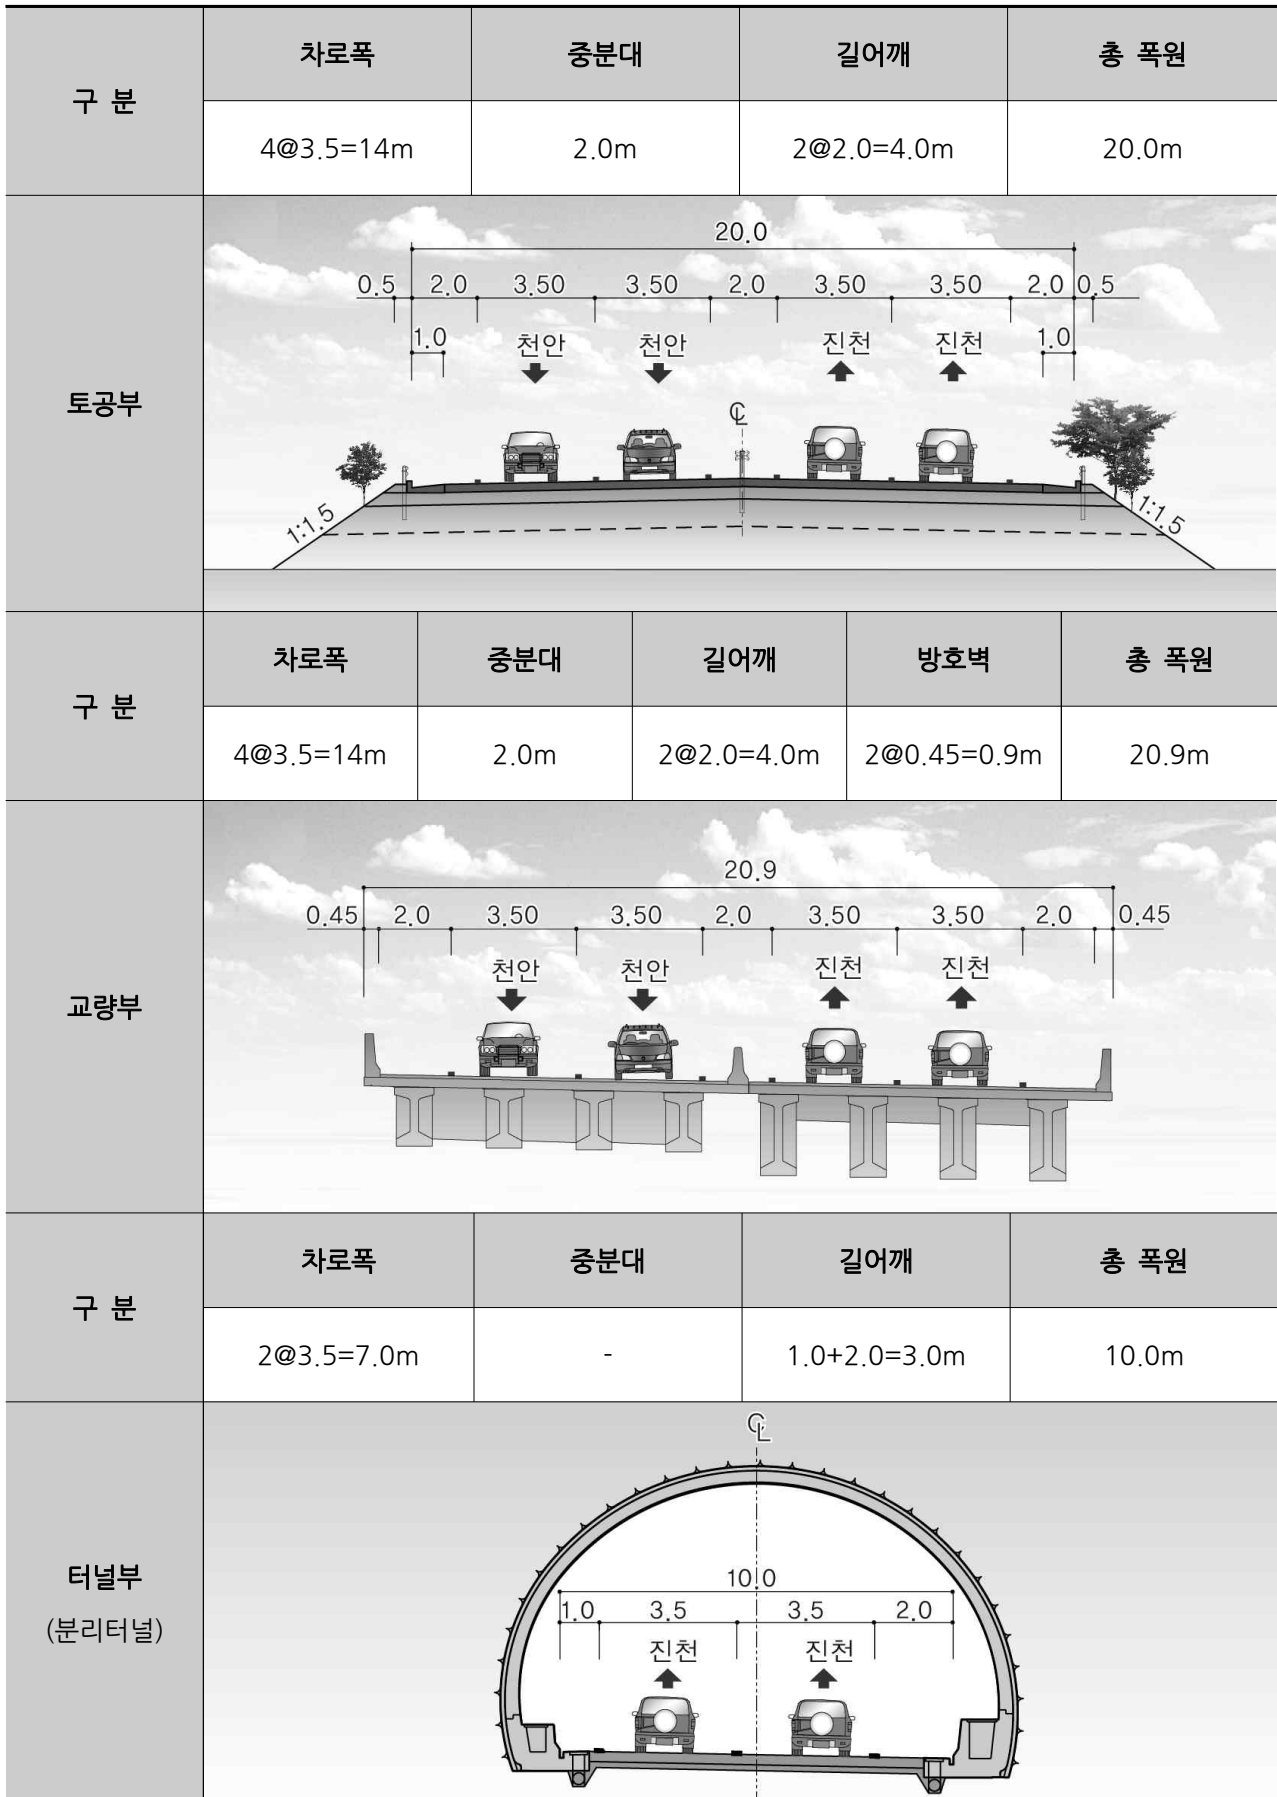 구 분
차로폭 중분대 길어깨 총 폭원
4@3.5=14m 2.0m 2@2.0=4.0m 20.0m
토공부
20.0
0.5 2.0 3.50 3.50 2.0 3.50 3.50 2.0 0.5
1.0 천안 천안 진천 진천 1.0
℄
1:1.5 1:1.5
구 분
차로폭 중분대 길어깨 방호벽 총 폭원
4@3.5=14m 2.0m 2@2.0=4.0m 2@0.45=0.9m 20.9m
교량부
20.9
0.45 2.0 3.50 3.50 2.0 3.50 3.50 2.0 0.45
천안 천안 진천 진천
구 분
차로폭 중분대 길어깨 총 폭원
2@3.5=7.0m - 1.0+2.0=3.0m 10.0m
터널부
(분리터널)
℄
10.0
1.0 3.5 3.5 2.0
진천 진천